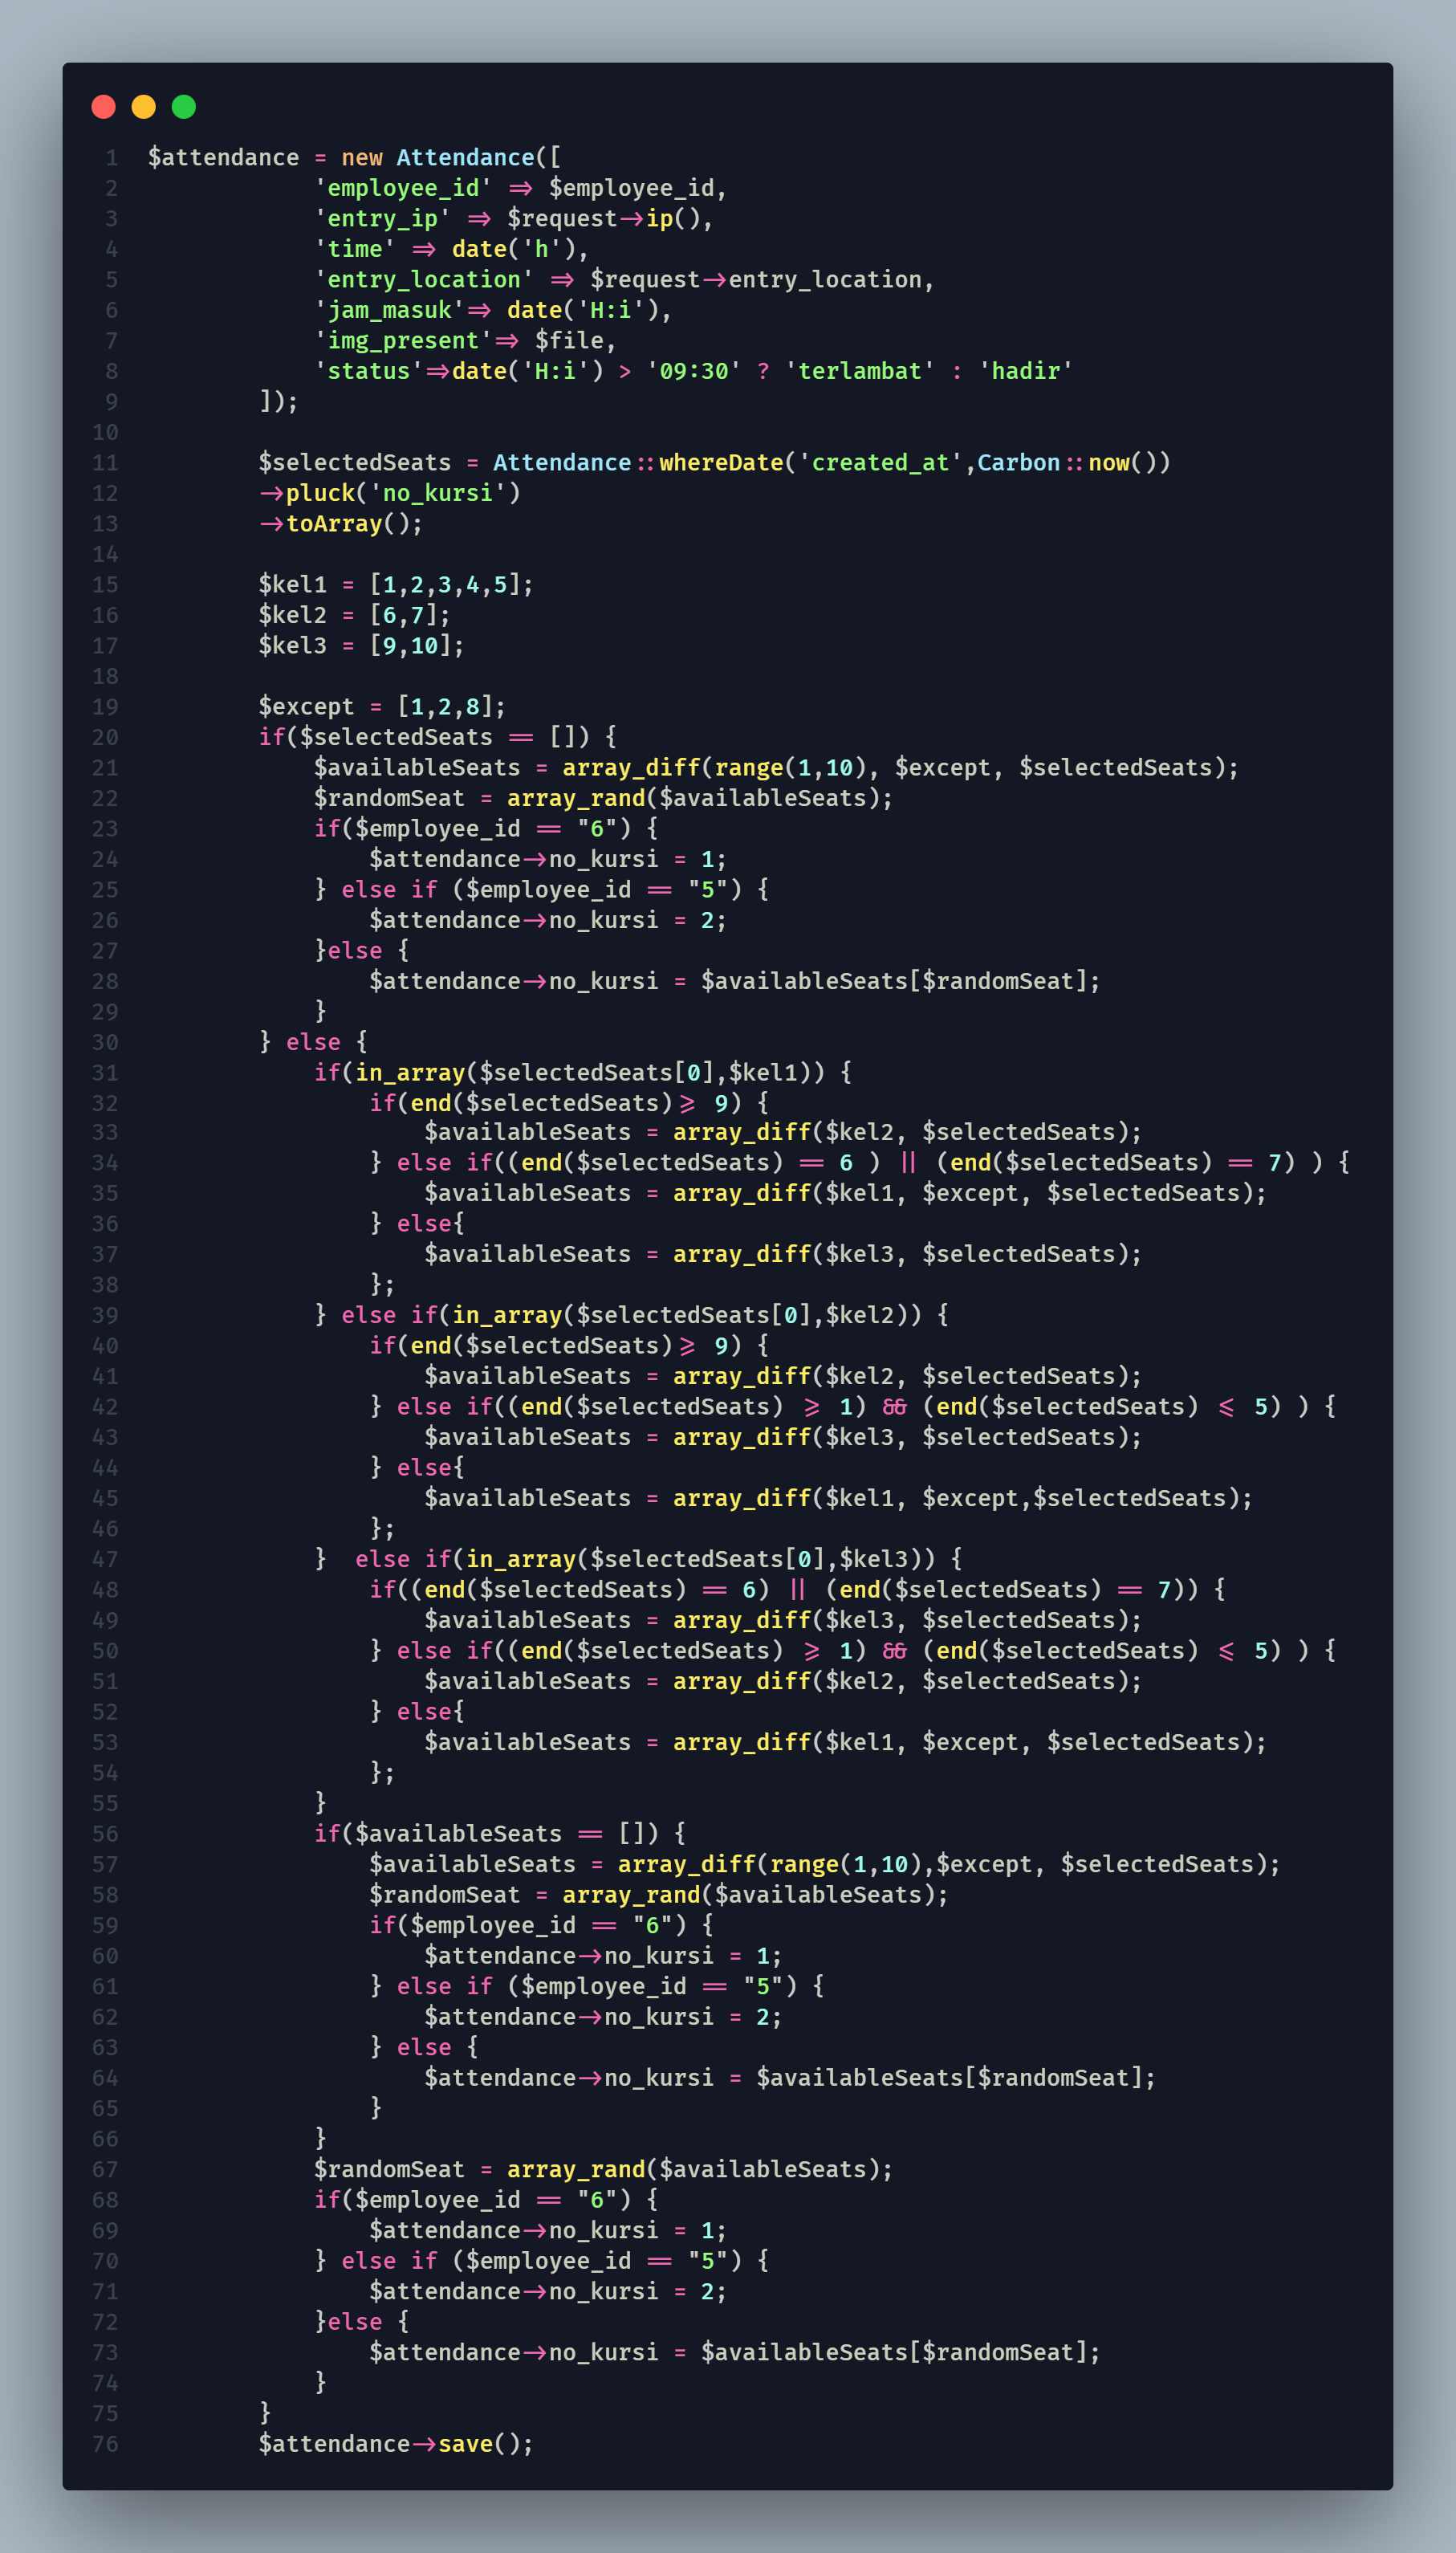 1 $attendance = new Attendance([
2 'employee_id' => $employee_id,
3 'entry_ip' => $request->ip(),
4 'time' => date('h'),
5 'entry_location' => $request->entry_location,
6 'jam_masuk'=> date('H:i'),
7 'img_present'=> $file,
8 'status'=>date('H:i') > '09:30' ? 'terlambat' : 'hadir'
9 ]);
10
11 $selectedSeats = Attendance::whereDate('created_at',Carbon::now())
12 ->pluck('no_kursi')
13 ->toArray();
14
15 $kel1 = [1,2,3,4,5];
16 $kel2 = [6,7];
17 $kel3 = [9,10];
18
19 $except = [1,2,8];
20 if($selectedSeats == []) {
21 $availableSeats = array_diff(range(1,10), $except, $selectedSeats);
22 $randomSeat = array_rand($availableSeats);
23 if($employee_id == "6") {
24 $attendance->no_kursi = 1;
25 } else if ($employee_id == "5") {
26 $attendance->no_kursi = 2;
27 }else {
28 $attendance->no_kursi = $availableSeats[$randomSeat];
29 }
30 } else {
31 if(in_array($selectedSeats[0],$kel1)) {
32 if(end($selectedSeats)>= 9) {
33 $availableSeats = array_diff($kel2, $selectedSeats);
34 } else if((end($selectedSeats) == 6 ) || (end($selectedSeats) == 7) ) {
35 $availableSeats = array_diff($kel1, $except, $selectedSeats);
36 } else{
37 $availableSeats = array_diff($kel3, $selectedSeats);
38 };
39 } else if(in_array($selectedSeats[0],$kel2)) {
40 if(end($selectedSeats)>= 9) {
41 $availableSeats = array_diff($kel2, $selectedSeats);
42 } else if((end($selectedSeats) >= 1) && (end($selectedSeats) <= 5) ) {
43 $availableSeats = array_diff($kel3, $selectedSeats);
44 } else{
45 $availableSeats = array_diff($kel1, $except,$selectedSeats);
46 };
47 }  else if(in_array($selectedSeats[0],$kel3)) {
48 if((end($selectedSeats) == 6) || (end($selectedSeats) == 7)) {
49 $availableSeats = array_diff($kel3, $selectedSeats);
50 } else if((end($selectedSeats) >= 1) && (end($selectedSeats) <= 5) ) {
51 $availableSeats = array_diff($kel2, $selectedSeats);
52 } else{
53 $availableSeats = array_diff($kel1, $except, $selectedSeats);
54 };
55 }
56 if($availableSeats == []) {
57 $availableSeats = array_diff(range(1,10),$except, $selectedSeats);
58 $randomSeat = array_rand($availableSeats);
59 if($employee_id == "6") {
60 $attendance->no_kursi = 1;
61 } else if ($employee_id == "5") {
62 $attendance->no_kursi = 2;
63 } else {
64 $attendance->no_kursi = $availableSeats[$randomSeat];
65 }
66 }
67 $randomSeat = array_rand($availableSeats);
68 if($employee_id == "6") {
69 $attendance->no_kursi = 1;
70 } else if ($employee_id == "5") {
71 $attendance->no_kursi = 2;
72 }else {
73 $attendance->no_kursi = $availableSeats[$randomSeat];
74 }
75 }
76 $attendance->save();